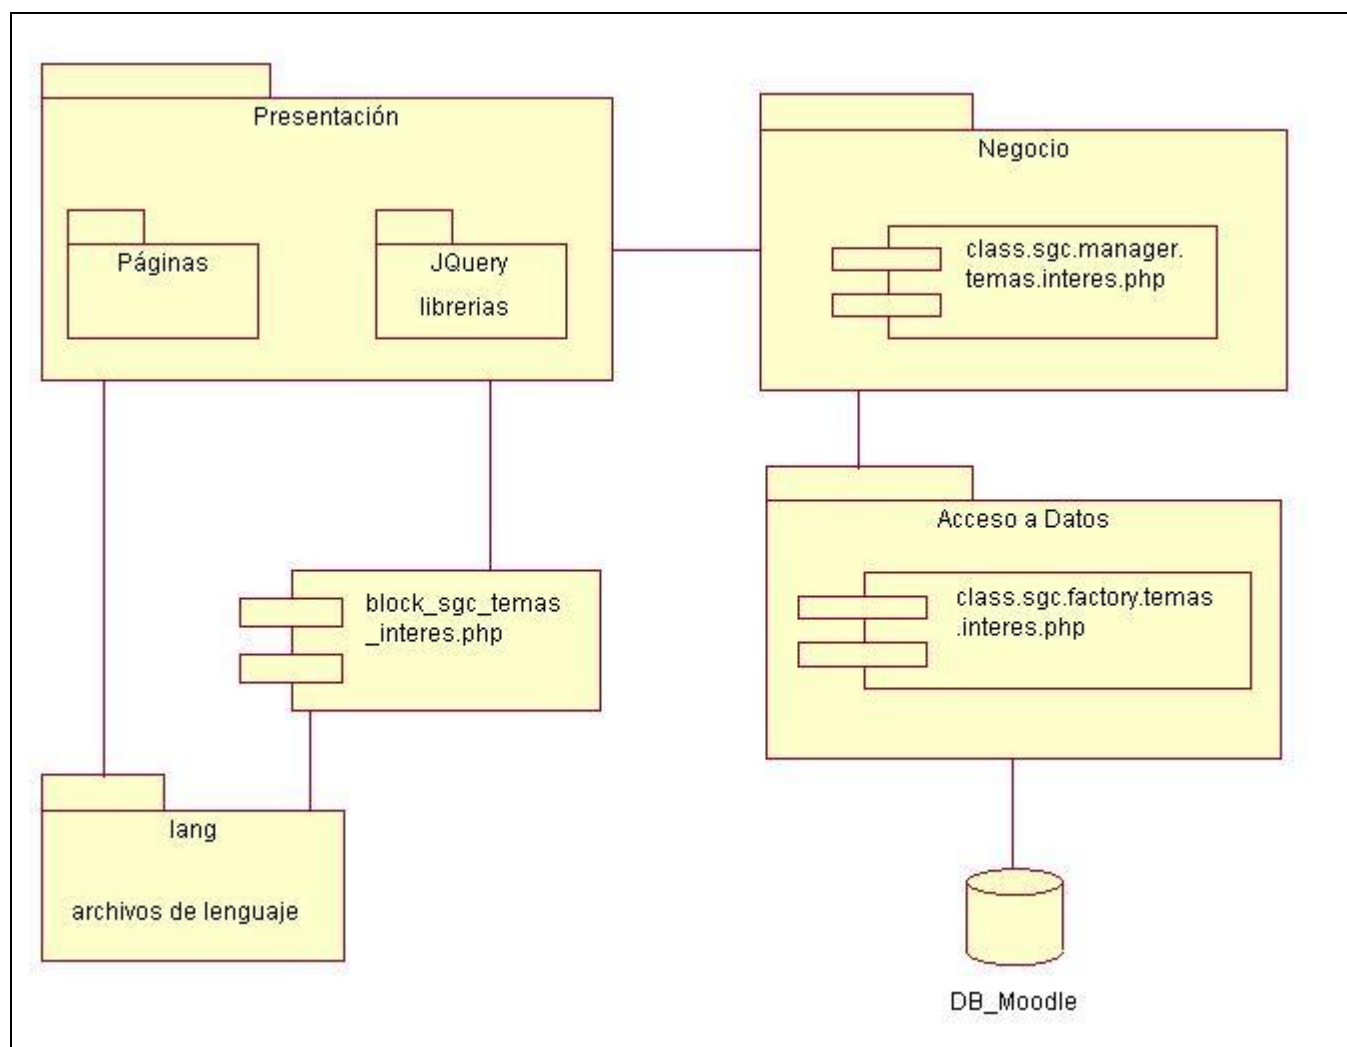 Presentación
Páginas
JQuery
librerias
Negocio
class.sgc.manager.
temas.interes.php
Acceso a Datos
class.sgc.factory.temas
.interes.php
block_sgc_temas
_interes.php
lang
archivos de lenguaje
DB_Moodle